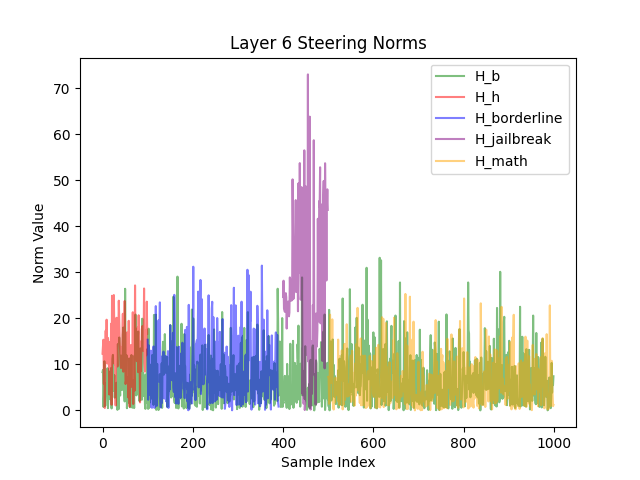 Layer 6 Steering Norms
H_b
H_h
H_borderline
H_jailbreak
H_math
Norm Value
70
60
50
40
30
20
10
0
0
200
400
600
800
1000
Sample Index